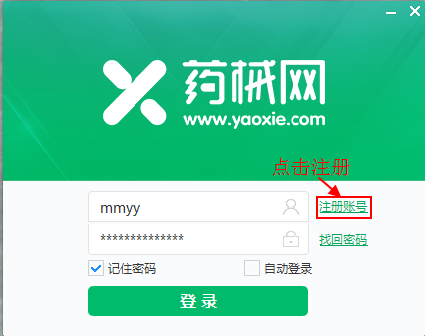 药械网
www.yaoxie.com
点击注册
mmyy
注册账号
**************
找回密码
记住密码
自动登录
登录